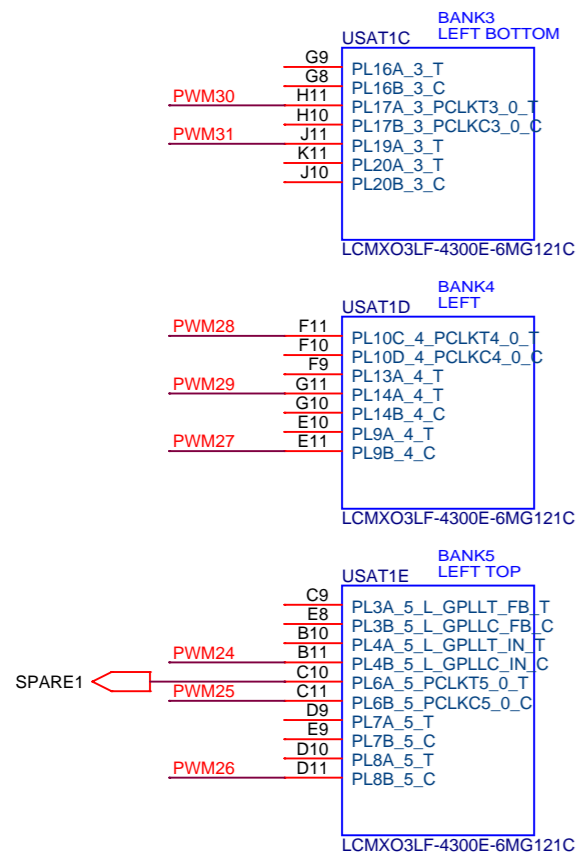 BANK3
LEFT BOTTOM
USAT1C
G9 PL16A_3_T
G8 PL16B_3_C
PWM30 H11 PL17A_3_PCLKT3_0_T
H10 PL17B_3_PCLKC3_0_C
PWM31 J11 PL19A_3_T
K11 PL20A_3_T
J10 PL20B_3_C
LCMXO3LF-4300E-6MG121C
BANK4
LEFT
USAT1D
PWM28 F11 PL10C_4_PCLKT4_0_T
F10 PL10D_4_PCLKC4_0_C
F9 PL13A_4_T
PWM29 G11 PL14A_4_T
G10 PL14B_4_C
E10 PL9A_4_T
PWM27 E11 PL9B_4_C
LCMXO3LF-4300E-6MG121C
BANK5
LEFT TOP
USAT1E
C9 PL3A_5_L_GPLLT_FB_T
E8 PL3B_5_L_GPLLC_FB_C
B10 PL4A_5_L_GPLLT_IN_T
PWM24 B11 PL4B_5_L_GPLLC_IN_C
SPARE1 C10 PL6A_5_PCLKT5_0_T
PWM25 C11 PL6B_5_PCLKC5_0_C
D9 PL7A_5_T
E9 PL7B_5_C
D10 PL8A_5_T
PWM26 D11 PL8B_5_C
LCMXO3LF-4300E-6MG121C